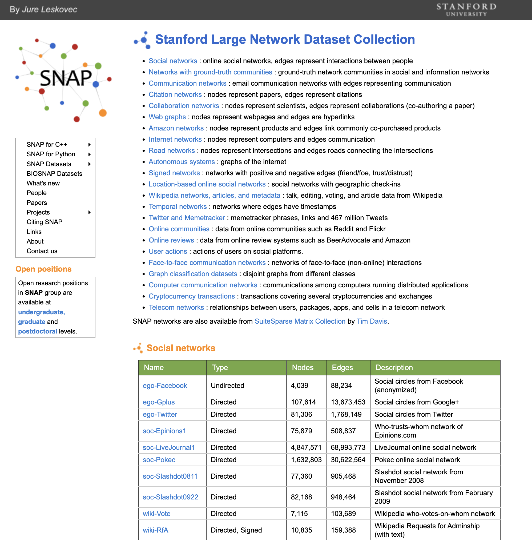 By Jure Leskovec
STANFORD
UNIVERSITY
SNAP
Stanford Large Network Dataset Collection
Social networks : online social networks, edges represent interactions between people
Networks with ground-truth communities : ground-truth network communities in social and information networks
Communication networks : email communication networks with edges representing communication
Citation networks : nodes represent papers, edges represent citations
Collaboration networks : nodes represent scientists, edges represent collaborations (co-authoring a paper)
Web graphs : nodes represent webpages and edges are hyperlinks
Amazon networks : nodes represent products and edges link commonly co-purchased products
Internet networks : nodes represent computers and edges communication
Road networks : nodes represent intersections and edges roads connecting the intersections
Autonomous systems : graphs of the internet
Signed networks : networks with positive and negative edges (friend/foe, trust/distrust)
Location-based online social networks : social networks with geographic check-ins
Wikipedia networks, articles, and metadata : talk, editing, voting, and article data from Wikipedia
Temporal networks : networks where edges have timestamps
Twitter and Memetracker : memetracker phrases, links and 467 million Tweets
Online communities : data from online communities such as Reddit and Flickr
Online reviews : data from online review systems such as BeerAdvocate and Amazon
User actions : actions of users on social platforms.
Face-to-face communication networks : networks of face-to-face (non-online) interactions
Graph classification datasets : disjoint graphs from different classes
Computer communication networks : communications among computers running distributed applications
Cryptocurrency transactions : transactions covering several cryptocurrencies and exchanges
Telecom networks : relationships between users, packages, apps, and cells in a telecom network
SNAP networks are also available from SuiteSparse Matrix Collection by Tim Davis.
SNAP for C++
SNAP for Python
SNAP Datasets
BIOSNAP Datasets
What's new
People
Papers
Projects
Citing SNAP
Links
About
Contact us
Open positions
Open research positions
in SNAP group are
available at
undergraduate,
graduate and
postdoctoral levels.
Social networks
Name Type Nodes Edges Description
ego-Facebook Undirected 4,039 88,234 Social circles from Facebook
(anonymized)
ego-Gplus Directed 107,614 13,673,453 Social circles from Google+
ego-Twitter Directed 81,306 1,768,149 Social circles from Twitter
soc-Epinions1 Directed 75,879 508,837 Who-trusts-whom network of
Epinions.com
soc-LiveJournal1 Directed 4,847,571 68,993,773 LiveJournal online social network
soc-Pokec Directed 1,632,803 30,622,564 Pokec online social network
soc-Slashdot0811 Directed 77,360 905,468 Slashdot social network from
November 2008
soc-Slashdot0922 Directed 82,168 948,464 Slashdot social network from February
2009
wiki-Vote Directed 7,115 103,689 Wikipedia who-votes-on-whom network
wiki-RfA Directed, Signed 10,835 159,388 Wikipedia Requests for Adminship
(with text)